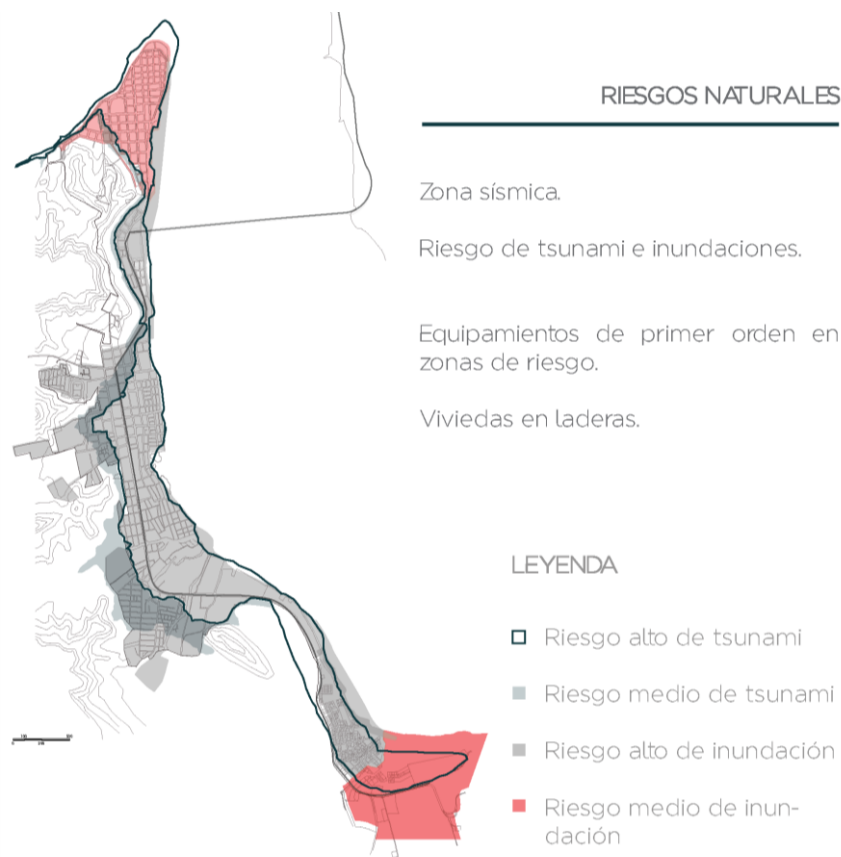 RIESGOS NATURALES
Zona sísmica.
Riesgo de tsunami e inundaciones.
Equipamientos de primer orden en
zonas de riesgo.
Viviedas en laderas.
LEYENDA
Riesgo alto de tsunami
Riesgo medio de tsunami
Riesgo alto de inundación
Riesgo medio de inun-
dación